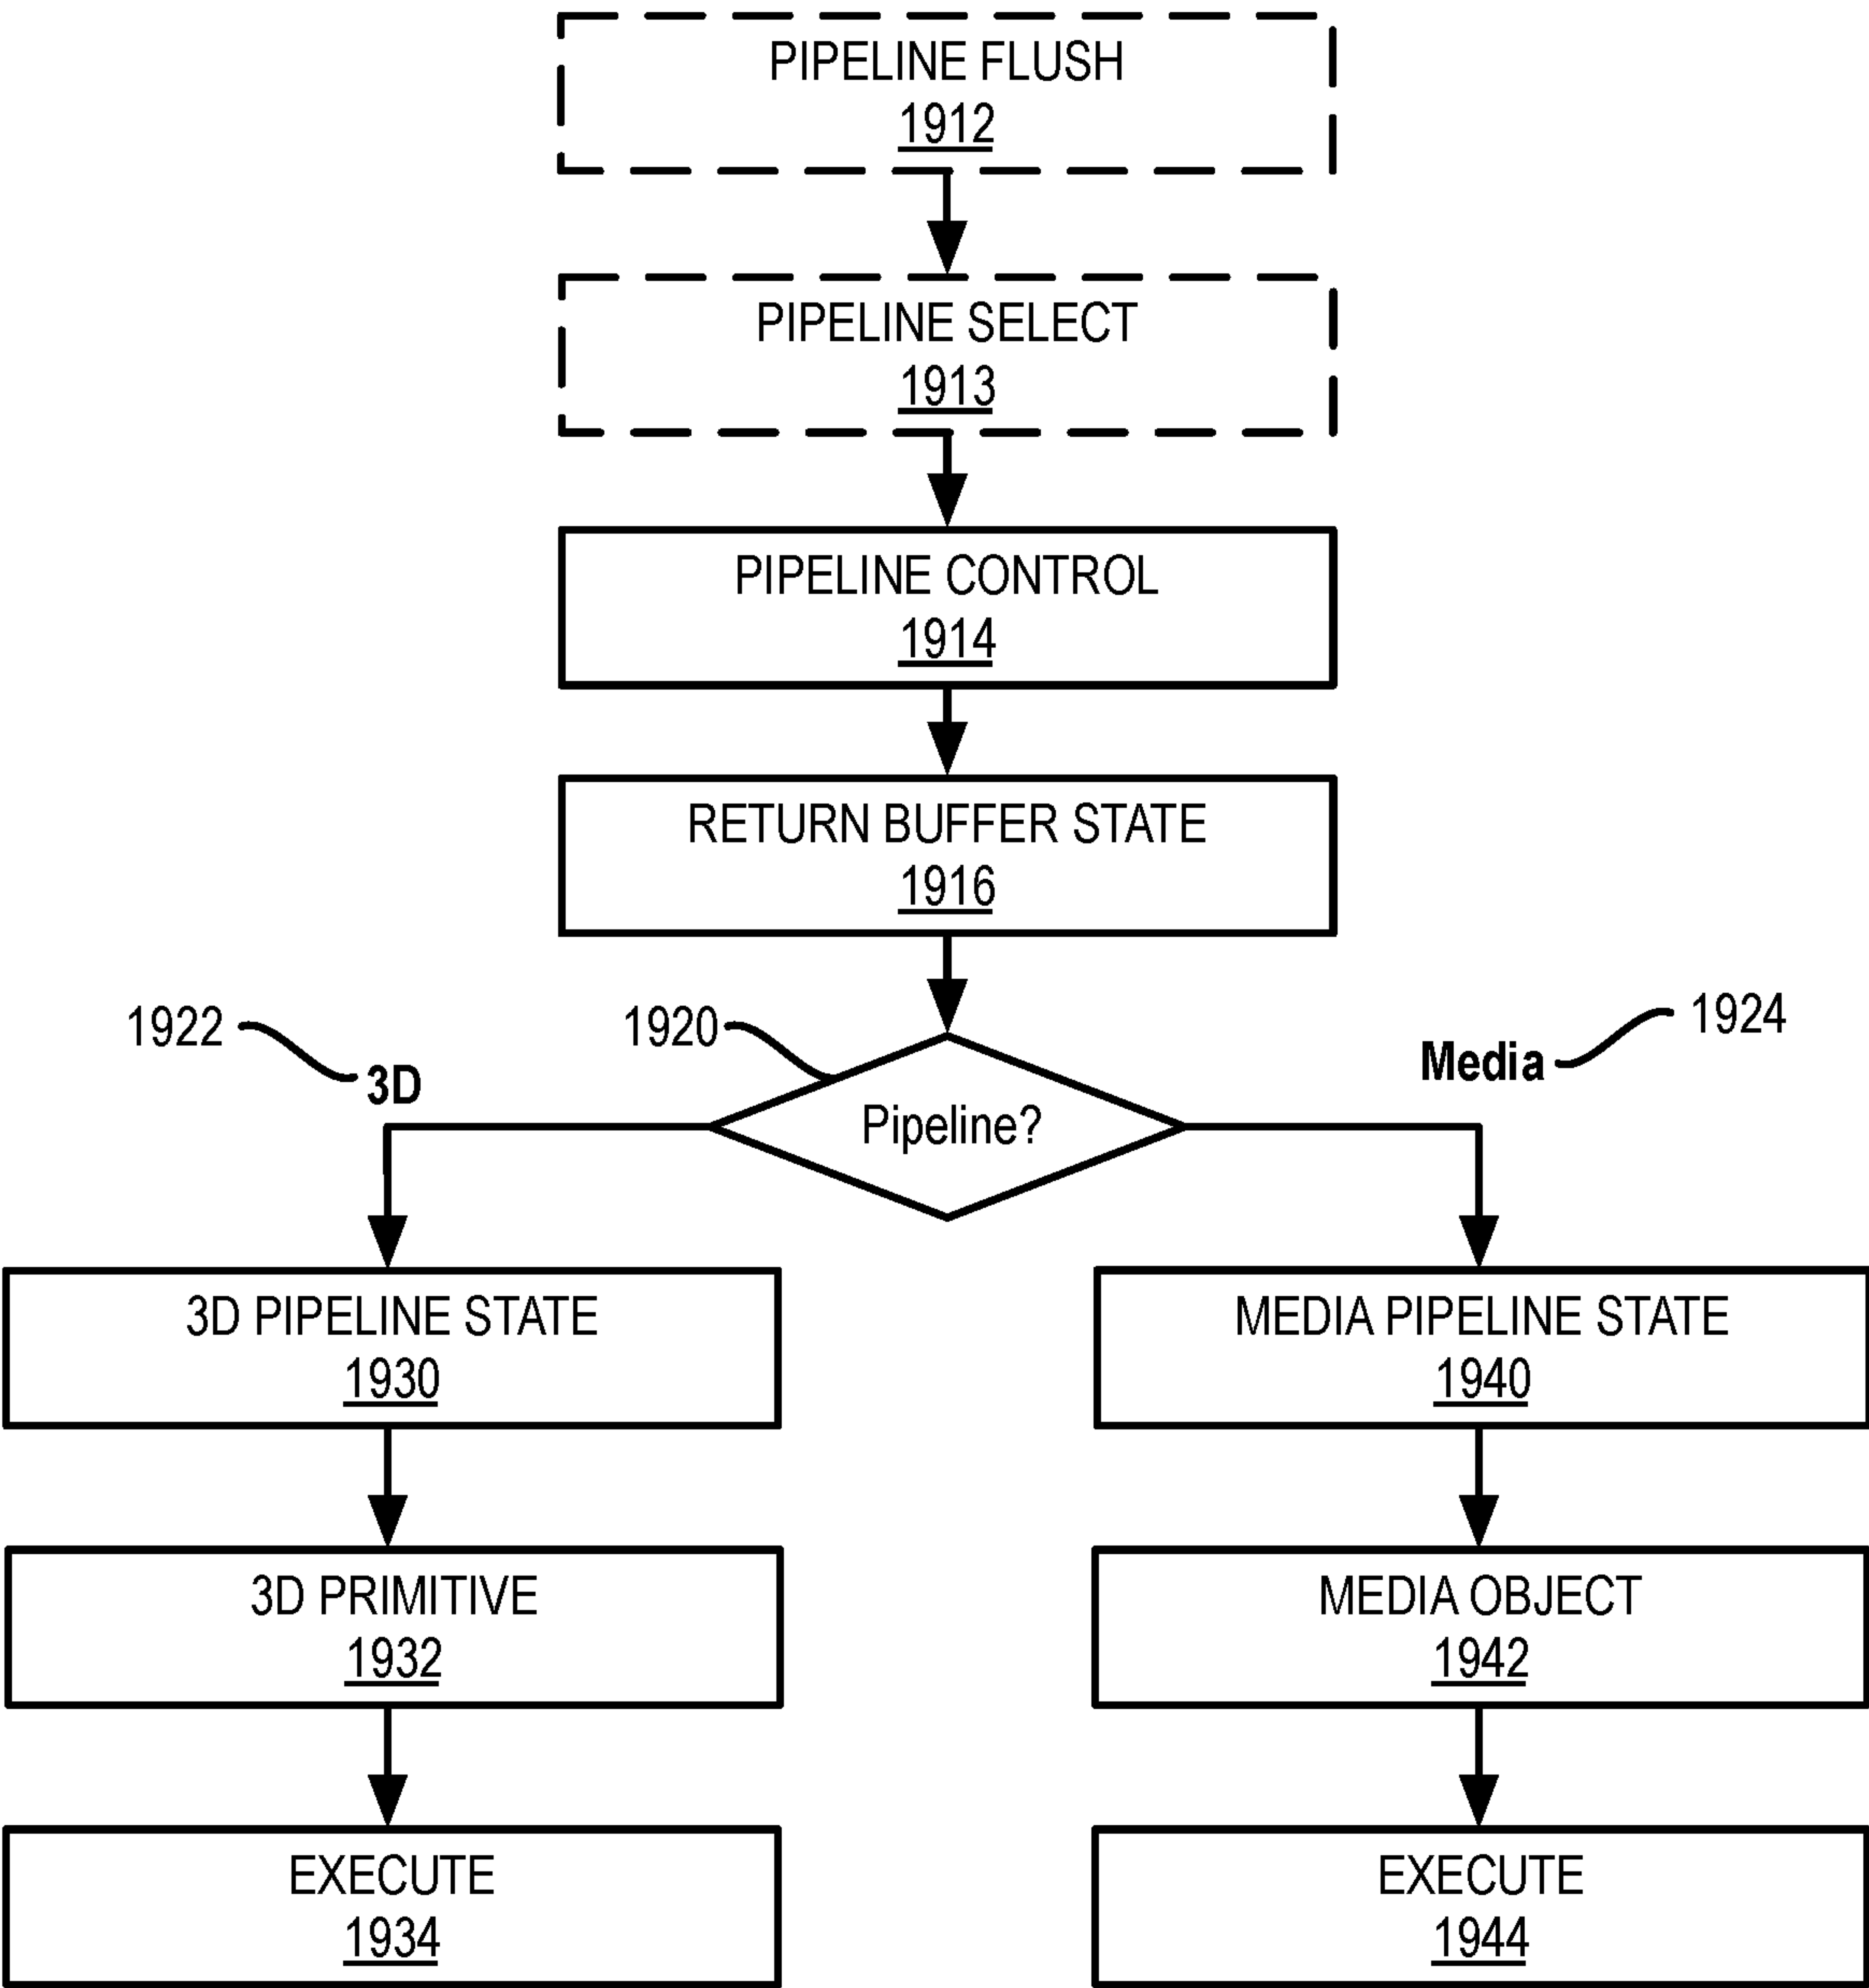 PIPELINE FLUSH
1912
PIPELINE SELECT
1913
PIPELINE CONTROL
1914
RETURN BUFFER STATE
1916
1922
1920
1924
3D
Media
Pipeline?
3D PIPELINE STATE
1930
MEDIA PIPELINE STATE
1940
3D PRIMITIVE
1932
MEDIA OBJECT
1942
EXECUTE
1934
EXECUTE
1944